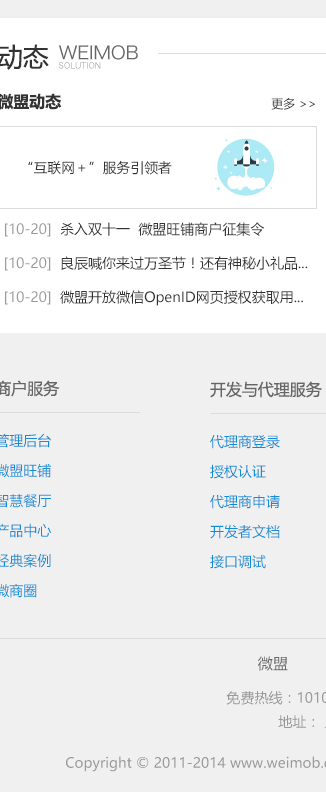 动态 WEIMOB
SOLUTION
微盟动态
更多 >>
“互联网+”服务引领者
[10-20] 杀入双十一 微盟旺铺商户征集令
[10-20] 良辰喊你来过万圣节！还有神秘小礼品...
[10-20] 微盟开放微信OpenID网页授权获取用...
商户服务
管理后台
微盟旺铺
智慧餐厅
产品中心
经典案例
微商圈
开发与代理服务
代理商登录
授权认证
代理商申请
开发者文档
接口调试
微盟
免费热线：1010
地址：
Copyright © 2011-2014 www.weimob.